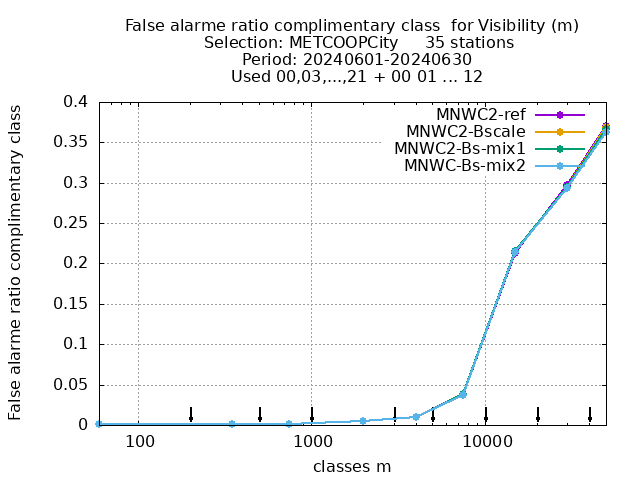 False alarme ratio complimentary class  for Visibility (m)
Selection: METCOOPCity     35 stations
Period: 20240601-20240630
Used 00,03,...,21 + 00 01 ... 12
False alarme ratio complimentary class
0.4
0.35
0.3
0.25
0.2
0.15
0.1
0.05
0
MNWC2-ref
MNWC2-Bscale
MNWC2-Bs-mix1
MNWC-Bs-mix2
100
1000
10000
classes m